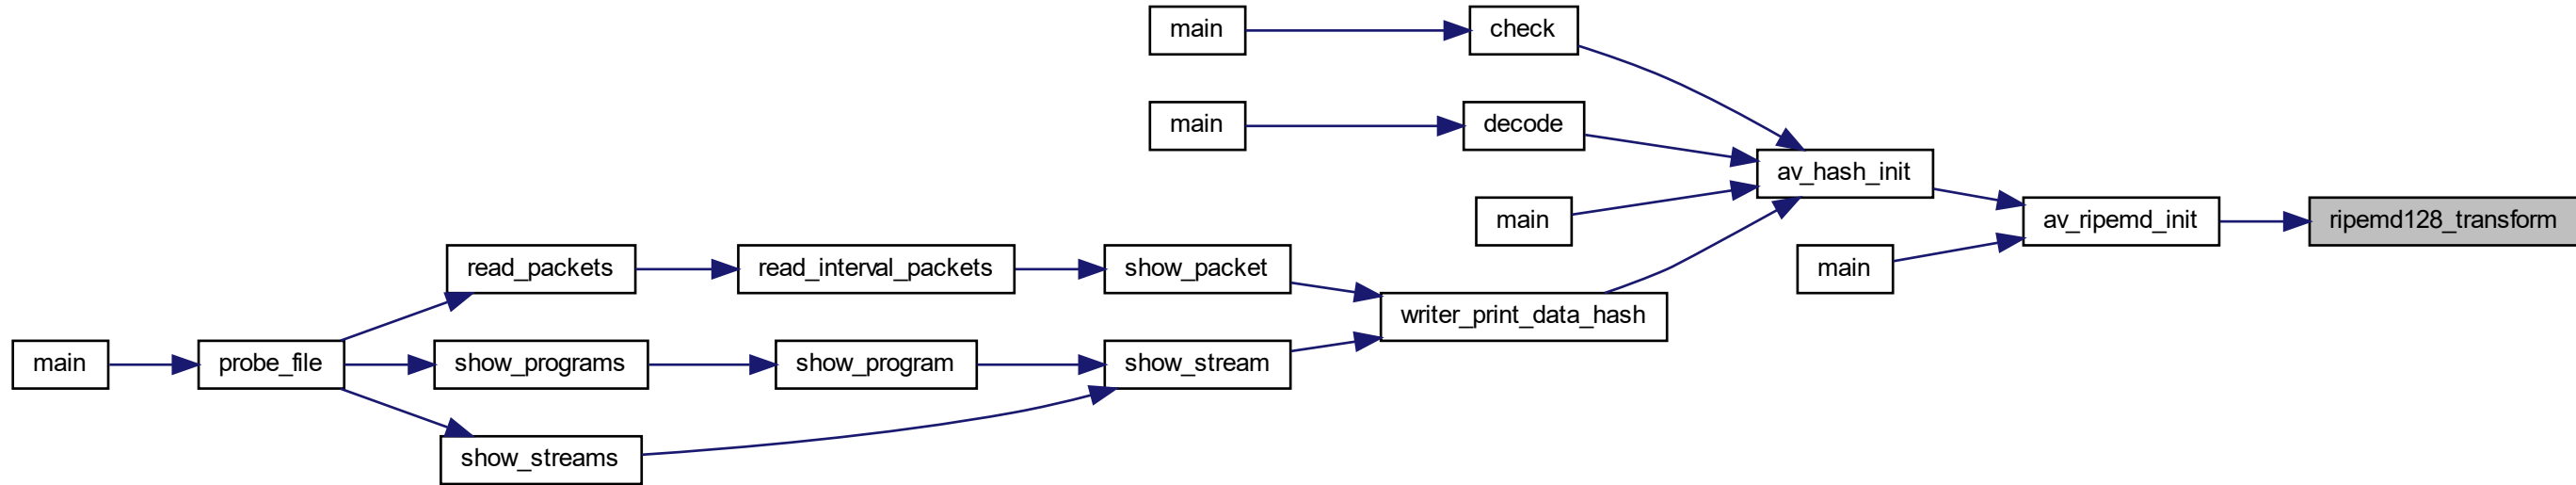 main
check
main
decode
av_hash_init
main
av_ripemd_init
ripemd128_transform
main
read_packets
read_interval_packets
show_packet
writer_print_data_hash
main
probe_file
show_programs
show_program
show_stream
show_streams